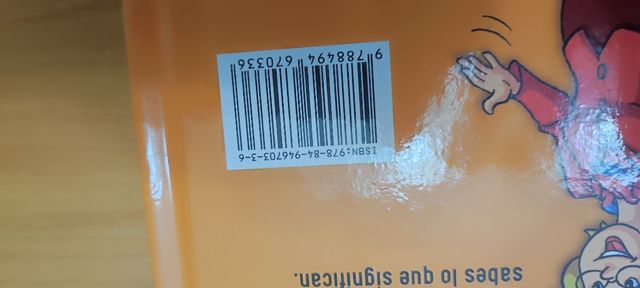 sabes lo que significan.
ISBN:978-84-946703-3-6
9 788494 670336